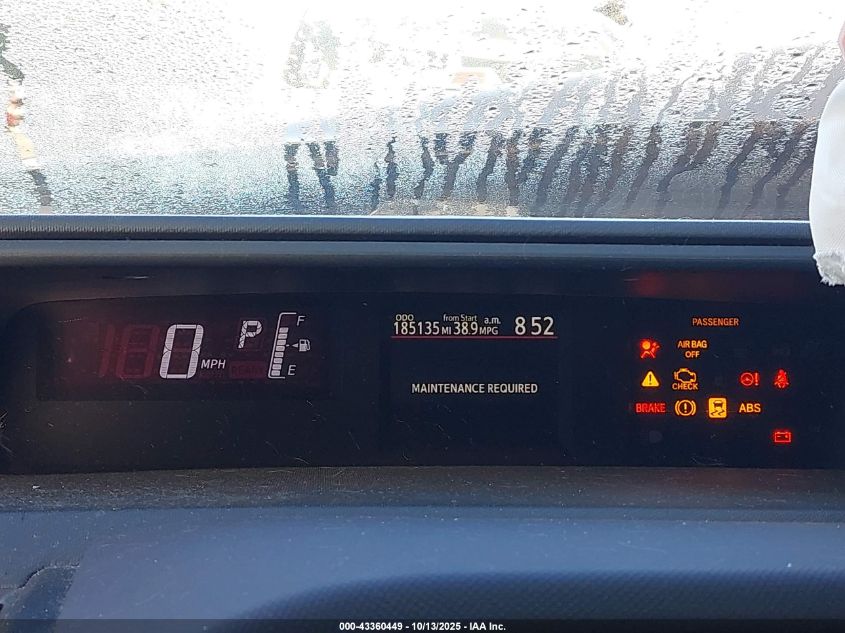 0 MPH
P
F
E
READY
ODO from Start a.m.
185135 MI 38.9 MPG 8 52
MAINTENANCE REQUIRED
PASSENGER
AIR BAG
OFF
CHECK
BRAKE ABS
000-43360449 - 10/13/2025 - IAA Inc.